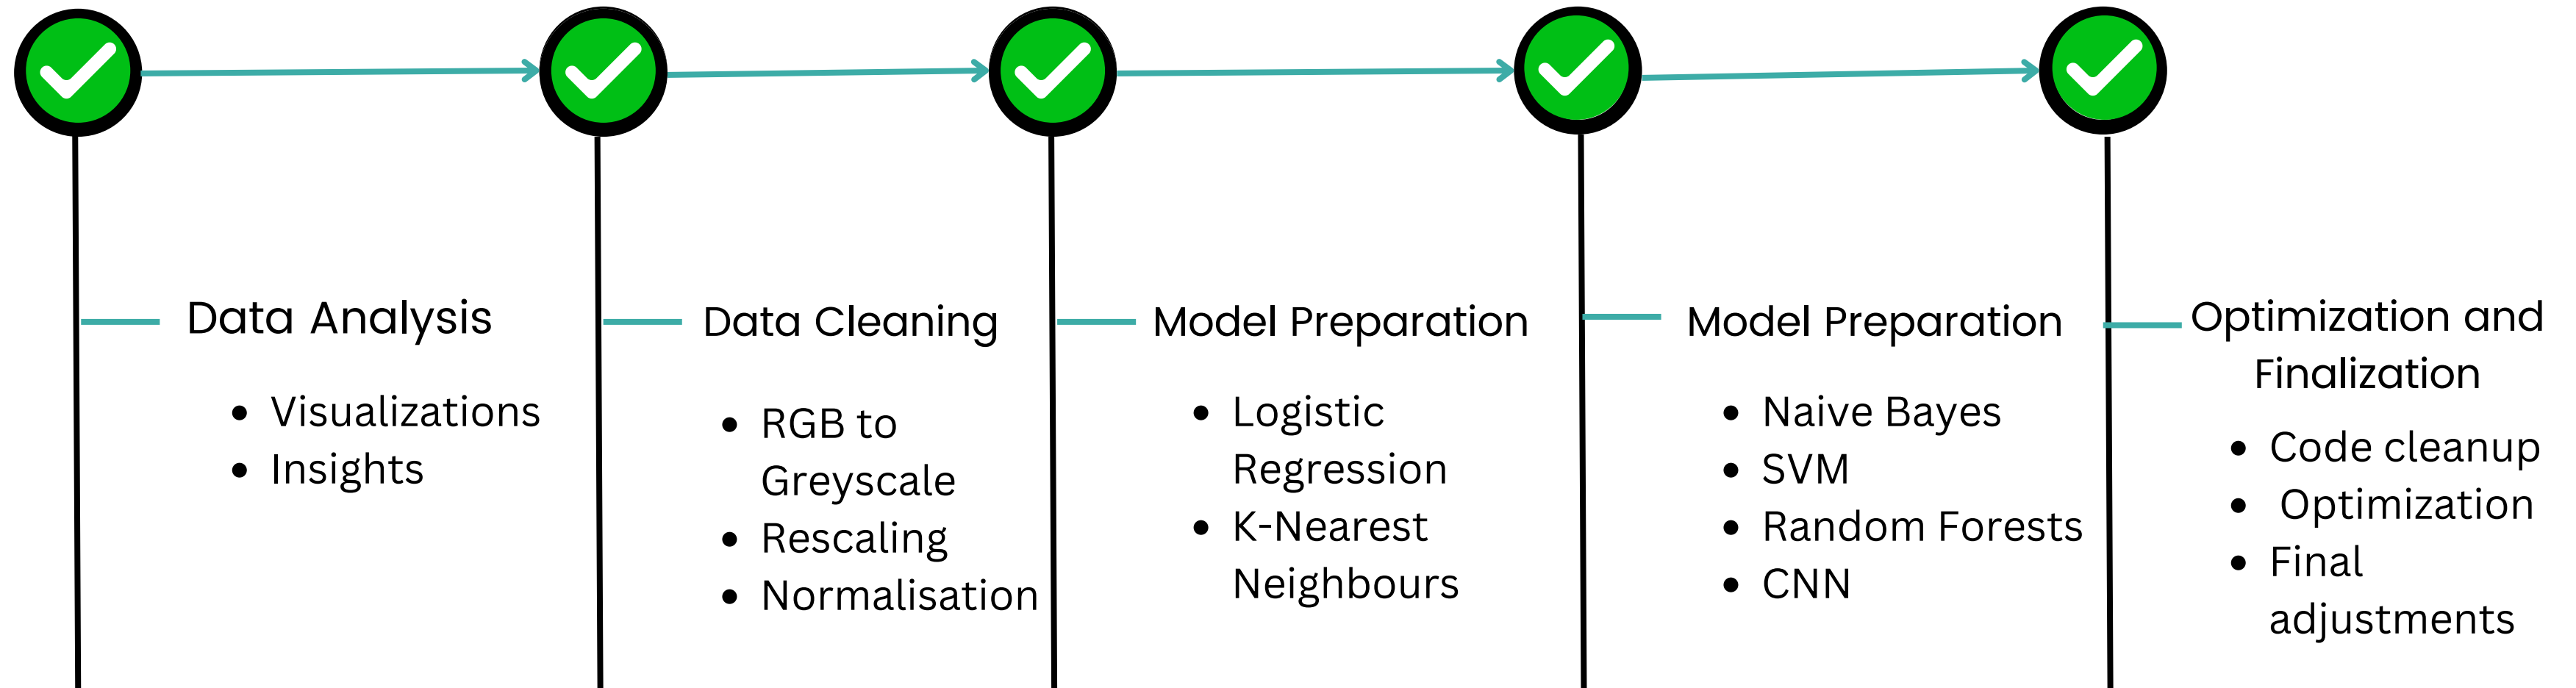 Data Analysis
• Visualizations
• Insights
Data Cleaning
• RGB to
Greyscale
• Rescaling
• Normalisation
Model Preparation
• Logistic
Regression
• K-Nearest
Neighbours
Model Preparation
• Naive Bayes
• SVM
• Random Forests
• CNN
Optimization and
Finalization
• Code cleanup
• Optimization
• Final
adjustments